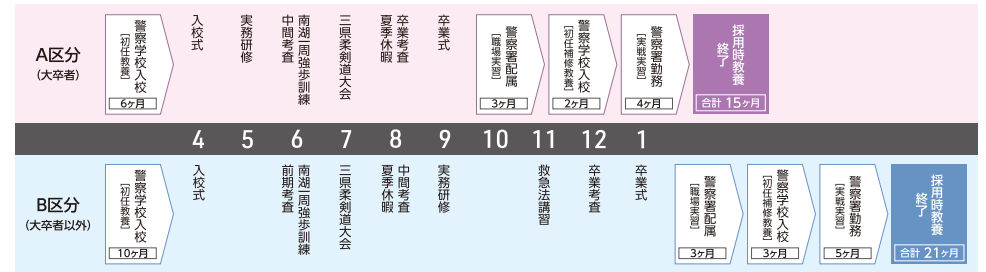 A区分
(大卒者)
警察学校入校
[初任教養]
6ヶ月
入校式
実務研修
南湖一周強歩訓練
中間考査
三県柔剣道大会
卒業考査
夏季休暇
卒業式
警察署配属
[職場実習]
3ヶ月
警察学校入校
[初任補修教養]
2ヶ月
警察署勤務
[実戦実習]
4ヶ月
採用時教養
終了
合計 15ヶ月
4 5 6 7 8 9 10 11 12 1
B区分
(大卒者以外)
警察学校入校
[初任教養]
10ヶ月
入校式
南湖一周強歩訓練
前期考査
三県柔剣道大会
中間考査
夏季休暇
実務研修
救急法講習
卒業考査
卒業式
警察署配属
[職場実習]
3ヶ月
警察学校入校
[初任補修教養]
3ヶ月
警察署勤務
[実戦実習]
5ヶ月
採用時教養
終了
合計 21ヶ月